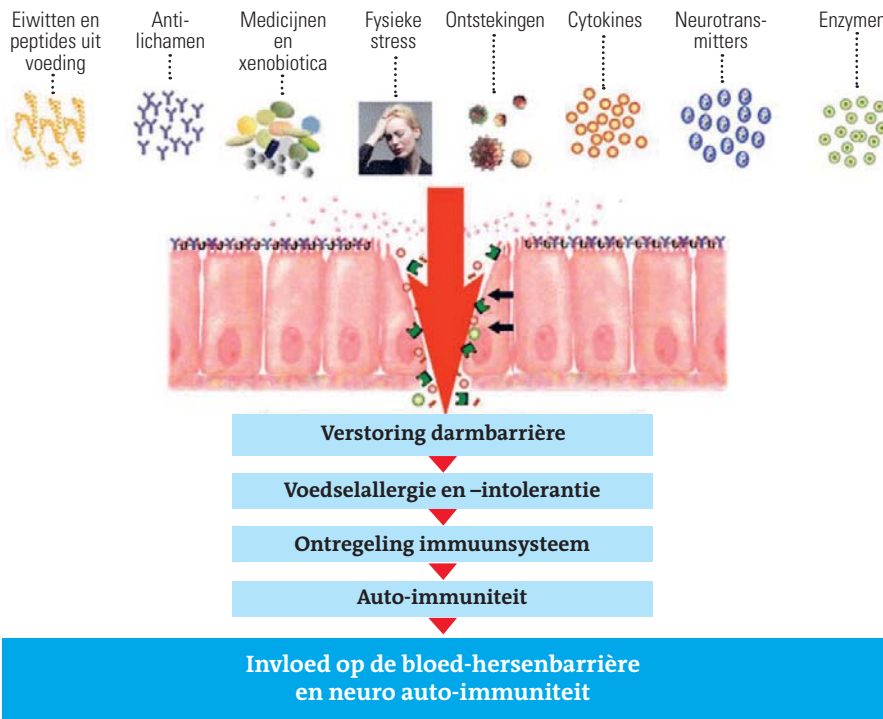 Eiwitten en
peptides uit
voeding
Anti-
lichamen
Medicijnen
en
xenobiotica
Fysieke
stress
Ontstekingen
Cytokines
Neurotrans-
mitters
Enzymen
Verstoring darmbarrière
Voedselallergie en –intolerantie
Ontregeling immuunsysteem
Auto-immuniteit
Invloed op de bloed-hersenbarrière
en neuro auto-immuniteit